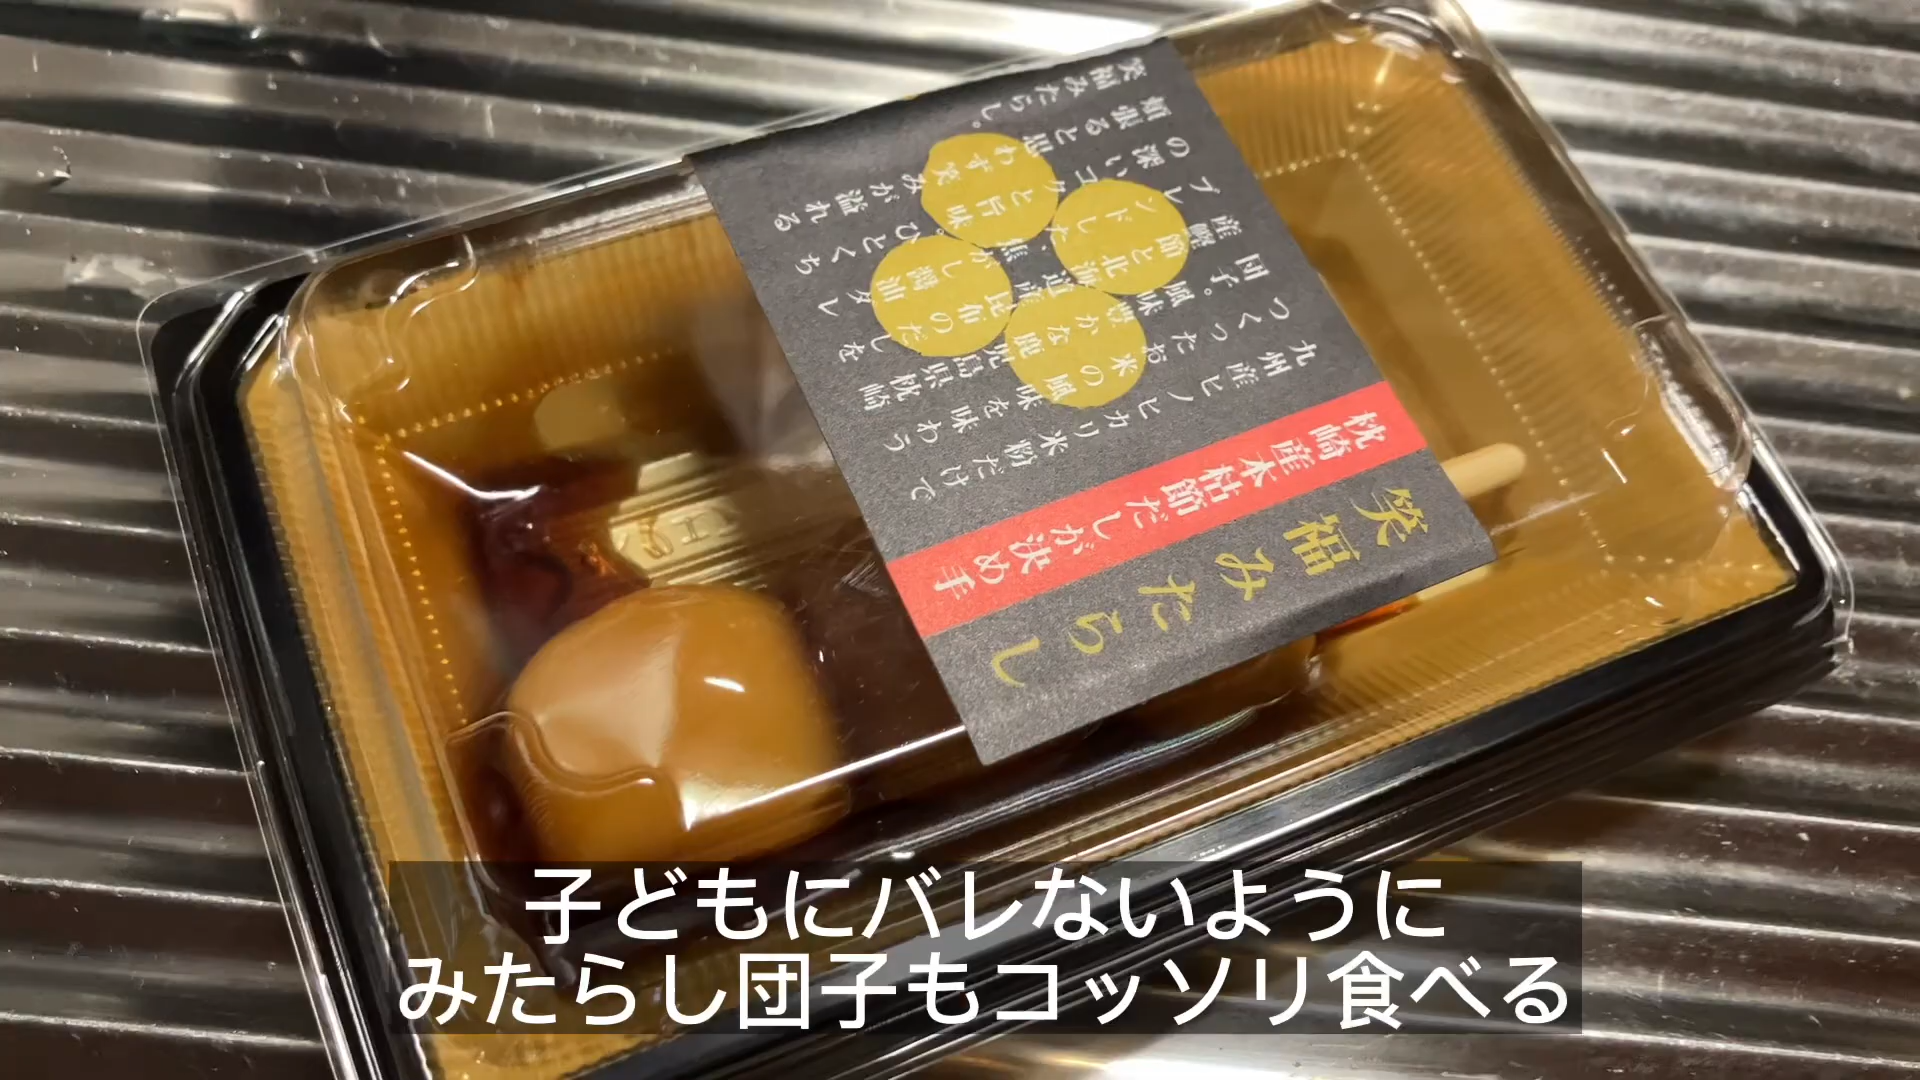 笑福みたらし
枕崎産本枯節だしが決め手
九州産ヒノヒカリ米粉だけで
つくったお米の風味を味わう
団子。風味豊かな鹿児島県枕崎
産鰹節と北海道産昆布のだしを
ブレンドした、焦がし醤油タレ
の深いコクと旨味。ひとくち
頬張ると思わず笑みが溢れる
笑福みたらし。
子どもにバレないように
みたらし団子もコッソリ食べる